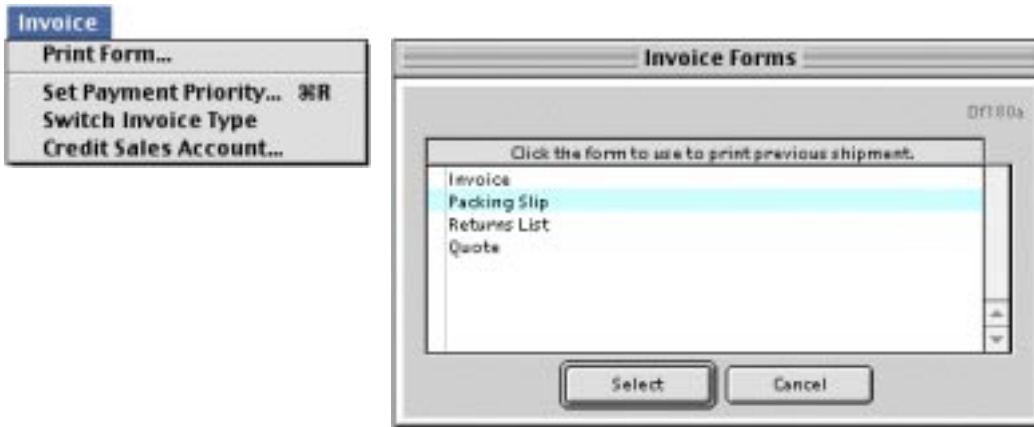 Invoice
Print Form...
Set Payment Priority... ⌘R
Switch Invoice Type
Credit Sales Account...
Invoice Forms
Df180a
Click the form to use to print previous shipment.
Invoice
Packing Slip
Returns List
Quote
Select
Cancel